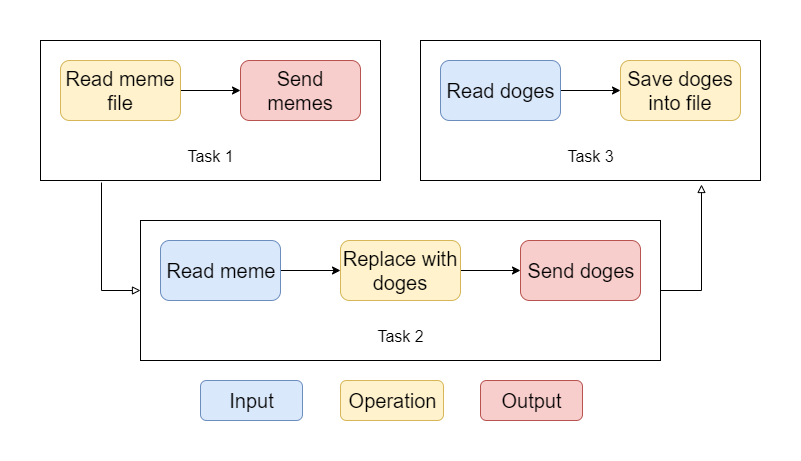 Read meme
file
Send
memes
Task 1
Read doges
Save doges
into file
Task 3
Read meme
Replace with
doges
Send doges
Task 2
Input
Operation
Output